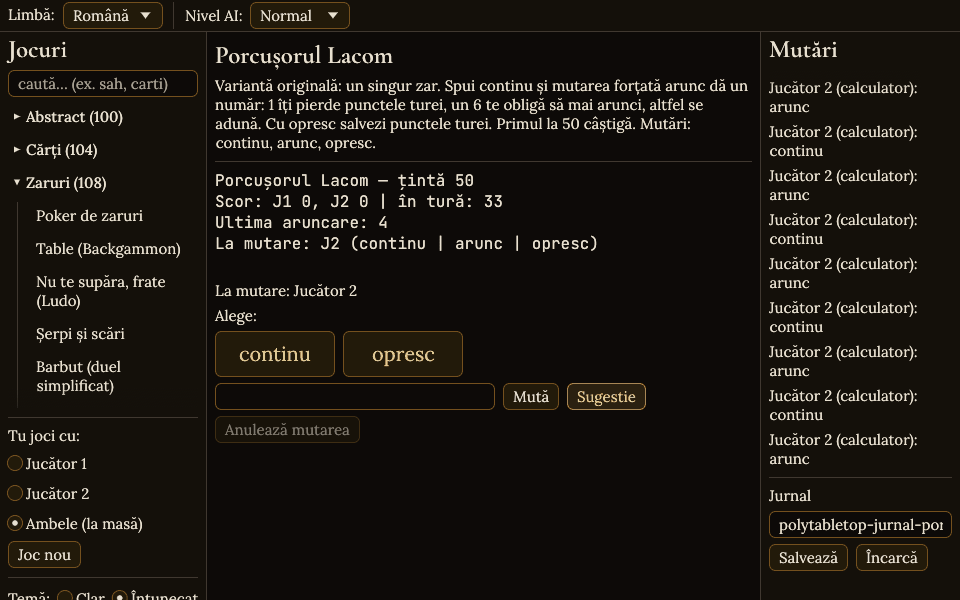 Limbă: Română Nivel AI: Normal
Jocuri
caută... (ex. sah, carti)
Abstract (100)
Cărți (104)
Zaruri (108)
Poker de zaruri
Table (Backgammon)
Nu te supăra, frate
(Ludo)
Șerpi și scări
Barbut (duel
simplificat)
Tu joci cu:
Jucător 1
Jucător 2
Ambele (la masă)
Joc nou
Temă: Clar Întunecat
Porcușorul Lacom
Variantă originală: un singur zar. Spui continu și mutarea forțată arunc dă un
număr: 1 îți pierde punctele turei, un 6 te obligă să mai arunci, altfel se
adună. Cu opresc salvezi punctele turei. Primul la 50 câștigă. Mutări:
continu, arunc, opresc.
Porcușorul Lacom — țintă 50
Scor: J1 0, J2 0 | în tură: 33
Ultima aruncare: 4
La mutare: J2 (continu | arunc | opresc)
La mutare: Jucător 2
Alege:
continu opresc
Mută Sugestie
Anulează mutarea
Mutări
Jucător 2 (calculator):
arunc
Jucător 2 (calculator):
continu
Jucător 2 (calculator):
arunc
Jucător 2 (calculator):
continu
Jucător 2 (calculator):
arunc
Jucător 2 (calculator):
continu
Jucător 2 (calculator):
arunc
Jucător 2 (calculator):
continu
Jucător 2 (calculator):
arunc
Jurnal
polytabletop-jurnal-por
Salvează Încarcă